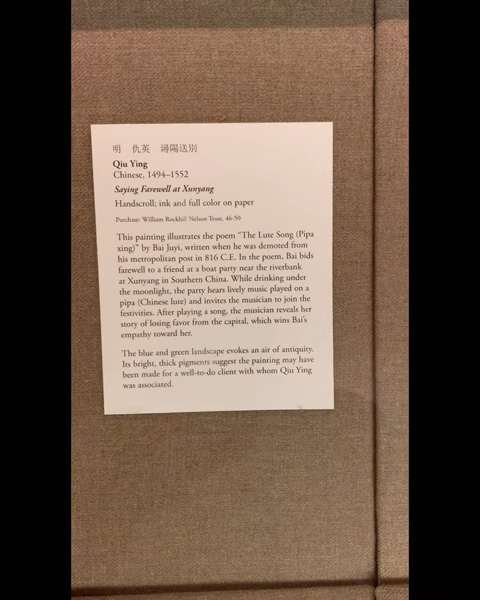 明 仇英 潯陽送別
Qiu Ying
Chinese, 1494–1552
Saying Farewell at Xunyang
Handscroll; ink and full color on paper
Purchase: William Rockhill Nelson Trust, 46-50
This painting illustrates the poem “The Lute Song (Pipa
xing)” by Bai Juyi, written when he was demoted from
his metropolitan post in 816 C.E. In the poem, Bai bids
farewell to a friend at a boat party near the riverbank
at Xunyang in Southern China. While drinking under
the moonlight, the party hears lively music played on a
pipa (Chinese lute) and invites the musician to join the
festivities. After playing a song, the musician reveals her
story of losing favor from the capital, which wins Bai’s
empathy toward her.
The blue and green landscape evokes an air of antiquity.
Its bright, thick pigments suggest the painting may have
been made for a well-to-do client with whom Qiu Ying
was associated.